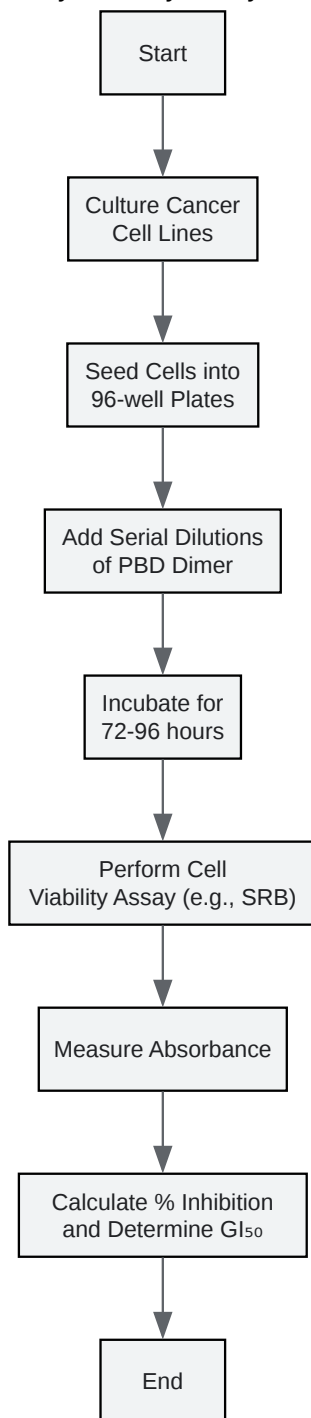 Start
Culture Cancer
Cell Lines
Seed Cells into
96-well Plates
Add Serial Dilutions
of PBD Dimer
Incubate for
72-96 hours
Perform Cell
Viability Assay (e.g., SRB)
Measure Absorbance
Calculate % Inhibition
and Determine GI₅₀
End